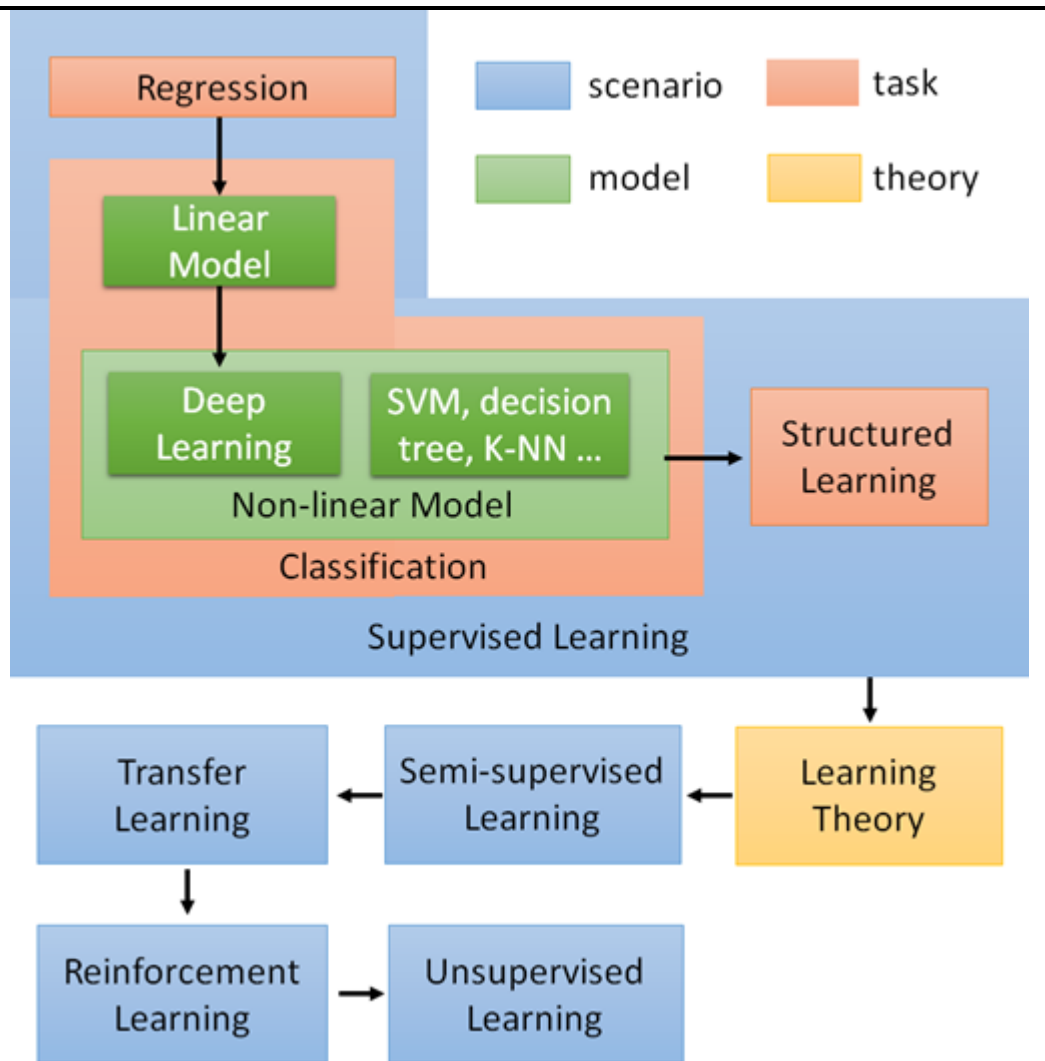 Regression
scenario
task
model
theory
Linear
Model
Deep
Learning
SVM, decision
tree, K-NN ...
Non-linear Model
Classification
Structured
Learning
Supervised Learning
Transfer
Learning
Semi-supervised
Learning
Learning
Theory
Reinforcement
Learning
Unsupervised
Learning